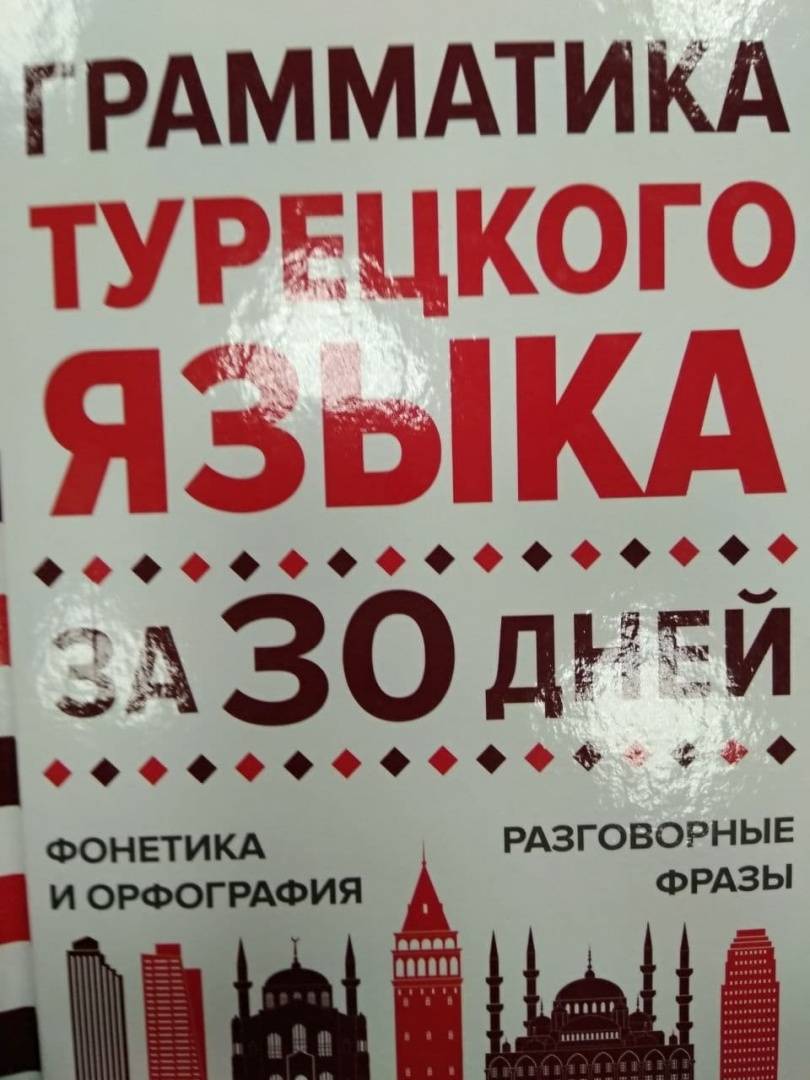 ГРАММАТИКА
ТУРЕЦКОГО
ЯЗЫКА
ЗА 30 ДНЕЙ
ФОНЕТИКА
И ОРФОГРАФИЯ
РАЗГОВОРНЫЕ
ФРАЗЫ